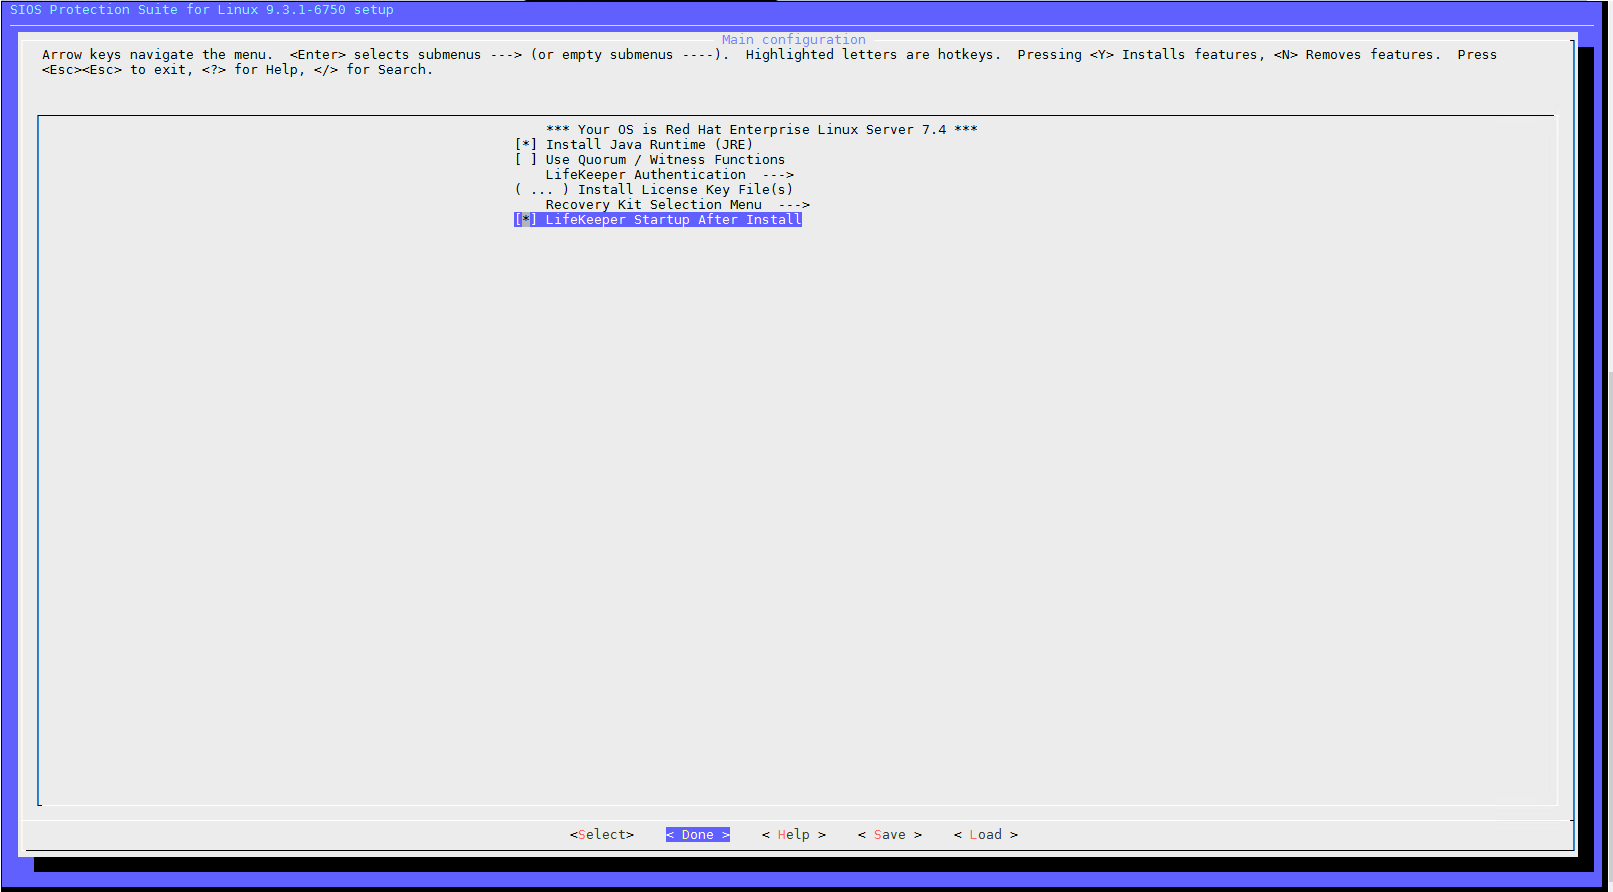 SIOS Protection Suite for Linux 9.3.1-6750 setup
Main configuration
Arrow keys navigate the menu.  <Enter> selects submenus ---> (or empty submenus ----).  Highlighted letters are hotkeys.  Pressing <Y> Installs features, <N> Removes features.  Press
<Esc><Esc> to exit, <?> for Help, </> for Search.
*** Your OS is Red Hat Enterprise Linux Server 7.4 ***
[*] Install Java Runtime (JRE)
[ ] Use Quorum / Witness Functions
LifeKeeper Authentication  --->
( ... ) Install License Key File(s)
Recovery Kit Selection Menu  --->
[*] LifeKeeper Startup After Install
<Select>    < Done >    < Help >    < Save >    < Load >